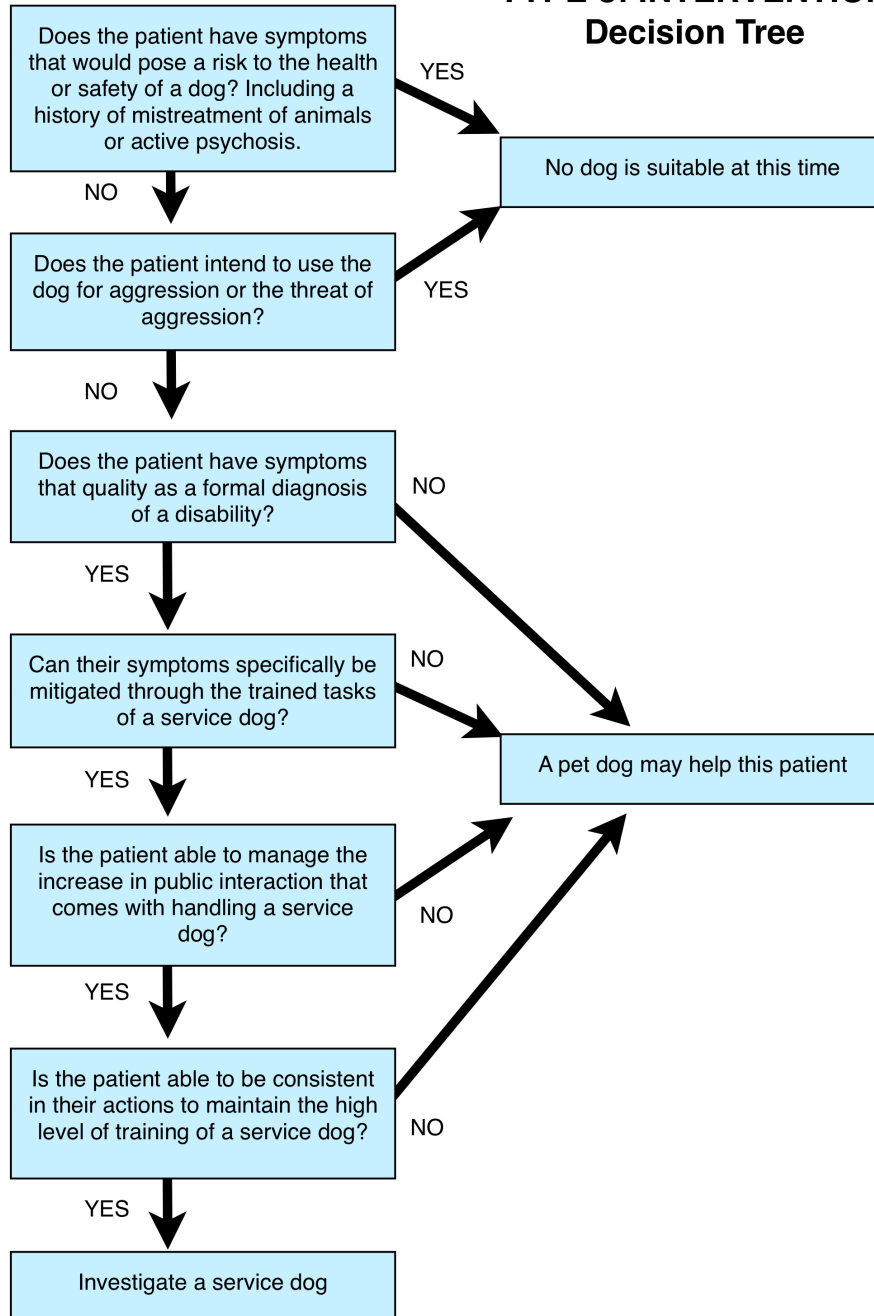 Decision Tree
Does the patient have symptoms
that would pose a risk to the health
or safety of a dog? Including a
history of mistreatment of animals
or active psychosis.
YES
No dog is suitable at this time
NO
Does the patient intend to use the
dog for aggression or the threat of
aggression?
YES
NO
Does the patient have symptoms
that quality as a formal diagnosis
of a disability?
NO
YES
Can their symptoms specifically be
mitigated through the trained tasks
of a service dog?
NO
A pet dog may help this patient
YES
Is the patient able to manage the
increase in public interaction that
comes with handling a service
dog?
NO
YES
Is the patient able to be consistent
in their actions to maintain the high
level of training of a service dog?
NO
YES
Investigate a service dog